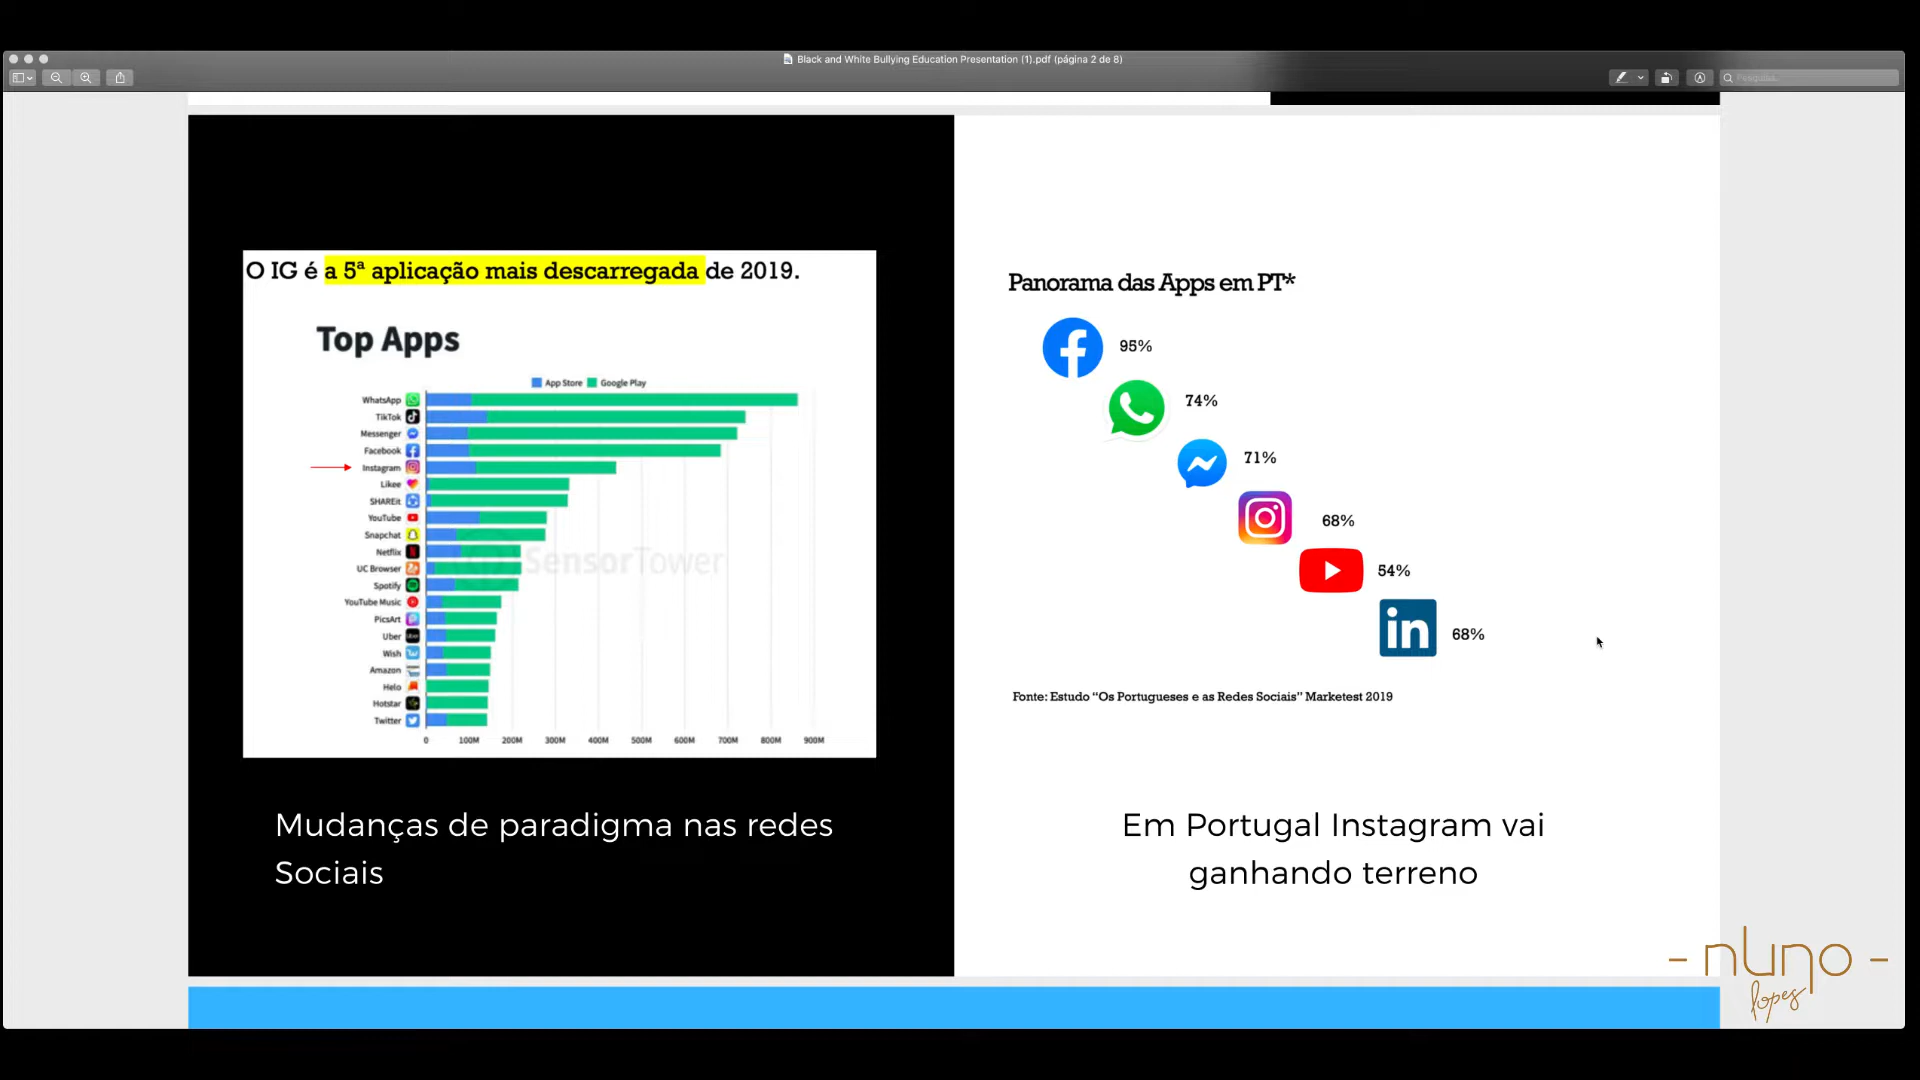 Black and White Bullying Education Presentation (1).pdf (página 2 de 8)
O IG é a 5ª aplicação mais descarregada de 2019.
Top Apps
App Store Google Play
WhatsApp
TikTok
Messenger
Facebook
Instagram
Likee
SHAREit
YouTube
Snapchat
Netflix
UC Browser
Spotify
YouTube Music
PicsArt
Uber
Wish
Amazon
Helo
Hotstar
Twitter
SensorTower
0 100M 200M 300M 400M 500M 600M 700M 800M 900M
Mudanças de paradigma nas redes
Sociais
Panorama das Apps em PT*
95%
74%
71%
68%
54%
in 68%
Fonte: Estudo “Os Portugueses e as Redes Sociais” Marketest 2019
Em Portugal Instagram vai
ganhando terreno
- nuno -
lopes